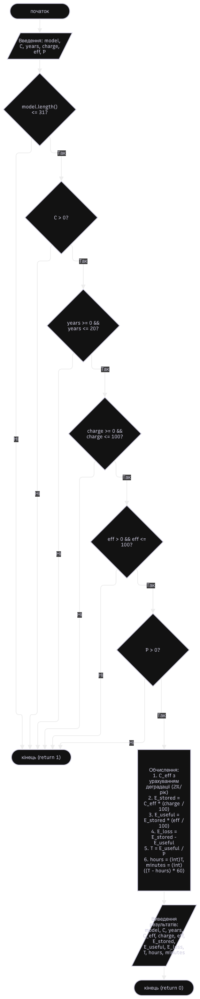 початок
Введення: model,
C, years, charge,
eff, P
model.length()
<= 31?
Так
C > 0?
Так
years >= 0 &&
years <= 20?
Так
charge >= 0 &&
charge <= 100?
Ні
Так
Ні
eff > 0 && eff <=
100?
Ні
Так
Ні
P > 0?
Ні
Так
Ні
кінець (return 1)
Обчислення:
1. C_eff з
урахуванням
деградації (2%/
рік)
2. E_stored =
C_eff * (charge /
100)
3. E_useful =
E_stored * (eff /
100)
4. E_loss =
E_stored -
E_useful
5. T = E_useful /
P
6. hours = (int)T,
minutes = (int)
((T - hours) * 60)
Виведення
результатів:
model, C, years,
C_eff, charge, eff,
E_stored,
E_useful, E_loss,
T, hours, minutes
кінець (return 0)